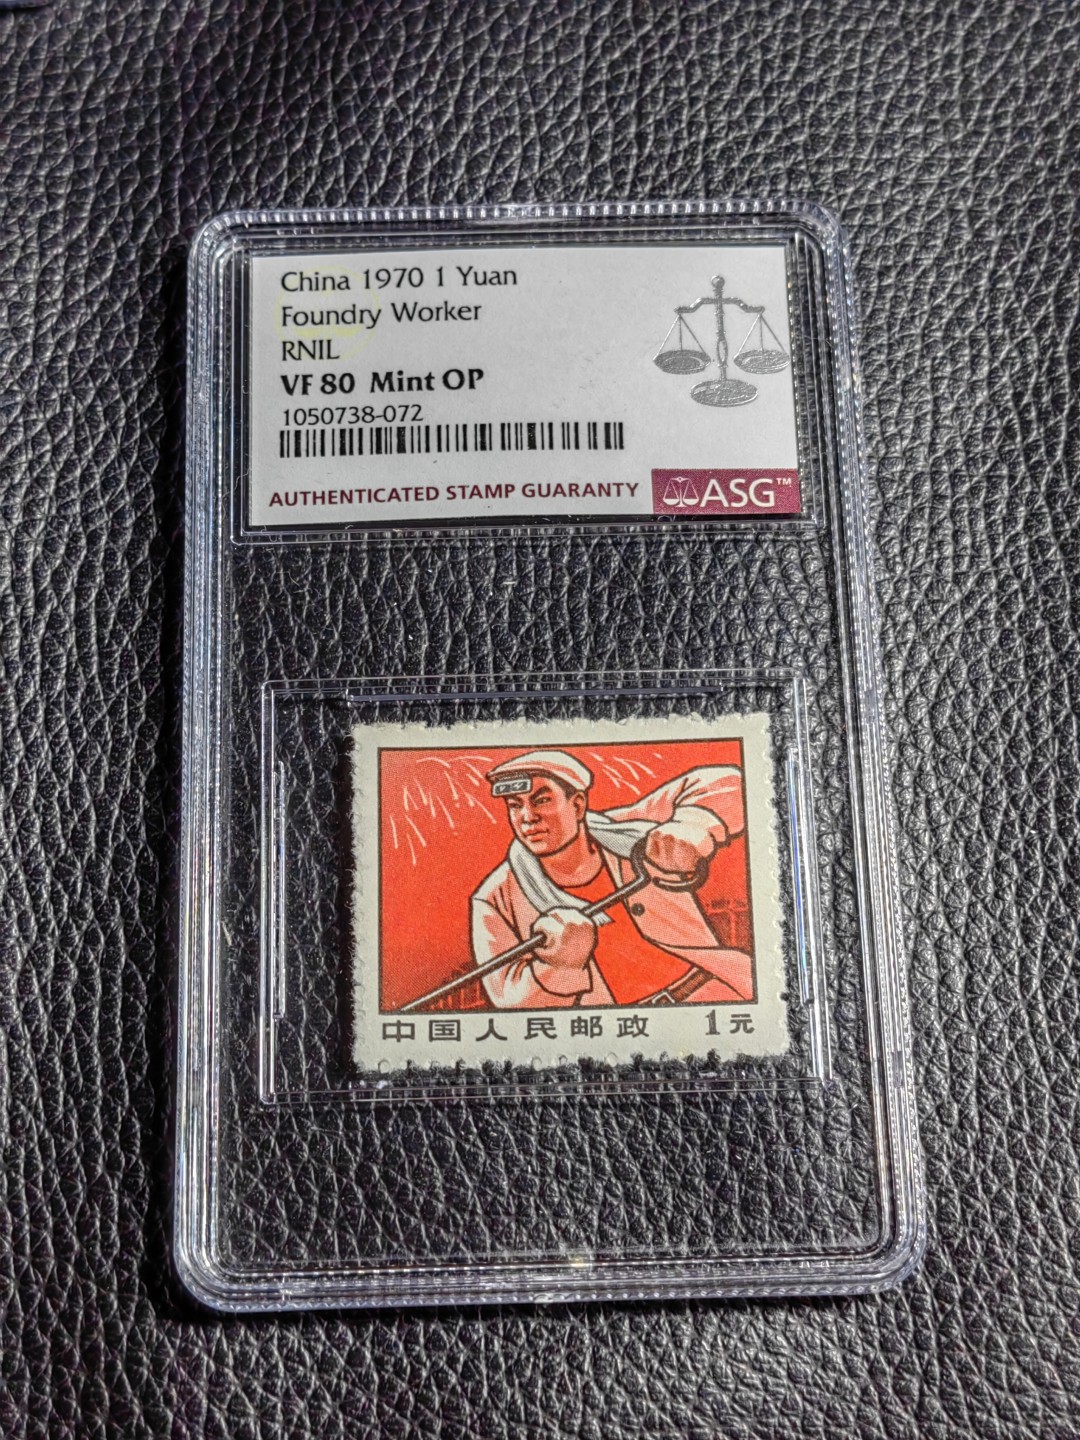 China 1970 1 Yuan
Foundry Worker
RNIL
VF 80 Mint OP
1050738-072
AUTHENTICATED STAMP GUARANTY
ASG™
中国人民邮政 1元